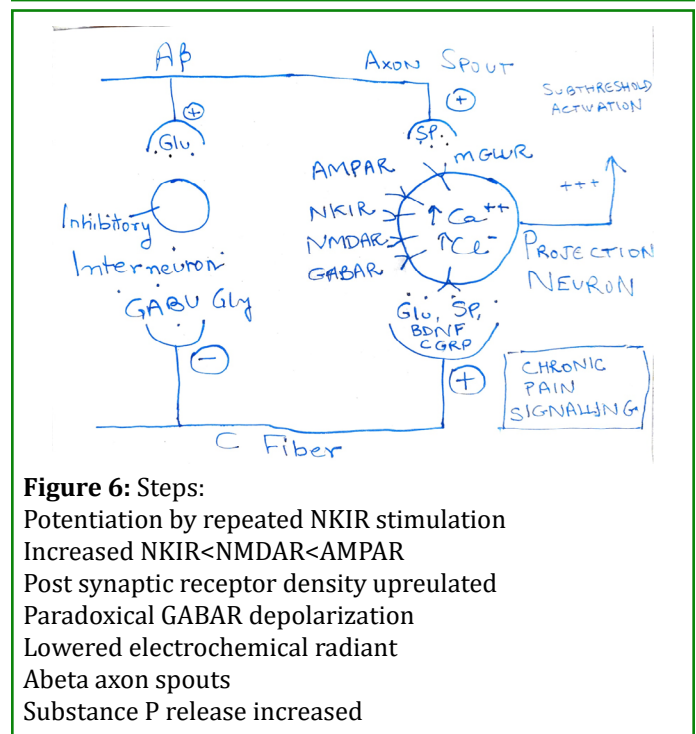 Aβ
AXON SPOUT
SUBTHRESHOLD
ACTIVATION
+
+
Glu
SP
AMPAR
MGLUR
+++
NKIR
↑Ca++
Inhibitory
NMDAR
↑Cl-
PROJECTION
Interneuron
GABAR
NEURON
GABU Gly
Glu, SP,
BDNF
CGRP
−
+
CHRONIC
PAIN
SIGNALLING
C Fiber
Figure 6: Steps:
Potentiation by repeated NKIR stimulation
Increased NKIR<NMDAR<AMPAR
Post synaptic receptor density upreulated
Paradoxical GABAR depolarization
Lowered electrochemical radiant
Abeta axon spouts
Substance P release increased